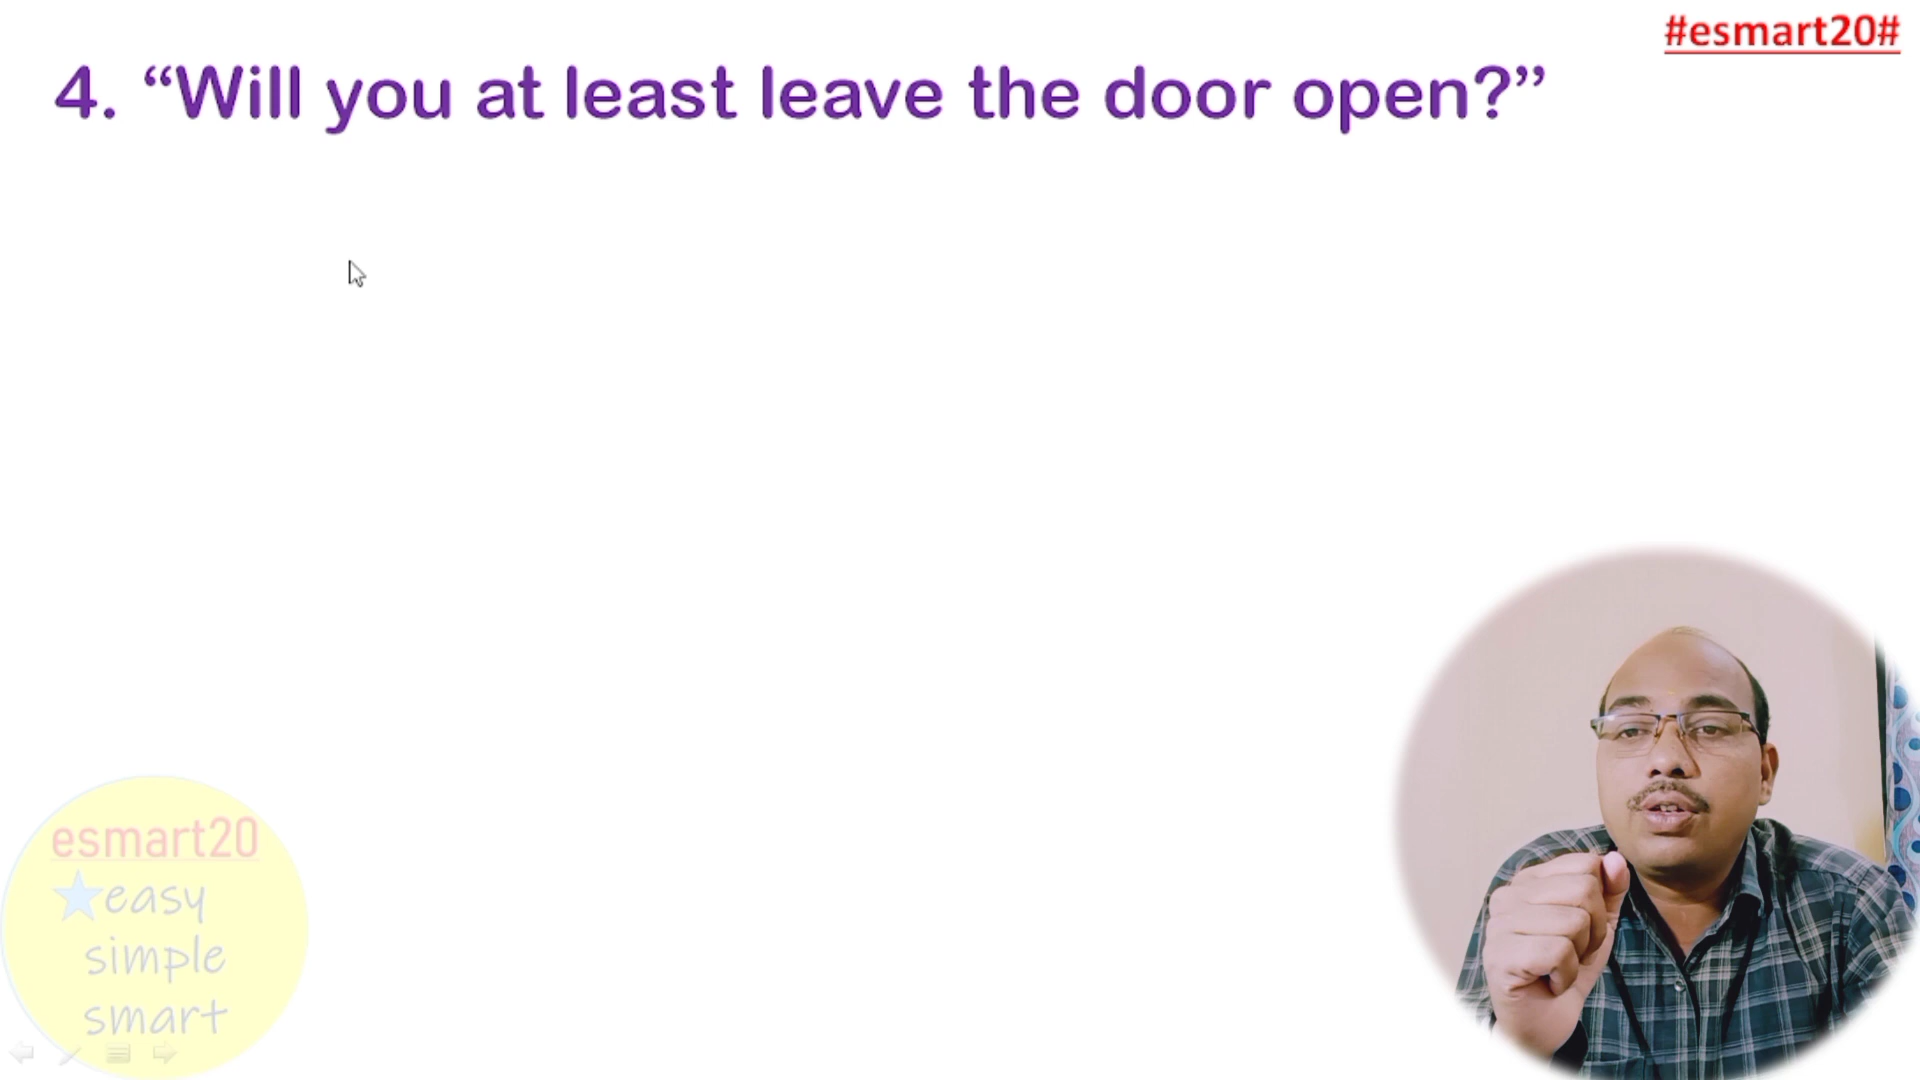 #esmart20#
4. “Will you at least leave the door open?”
esmart20
easy
simple
smart